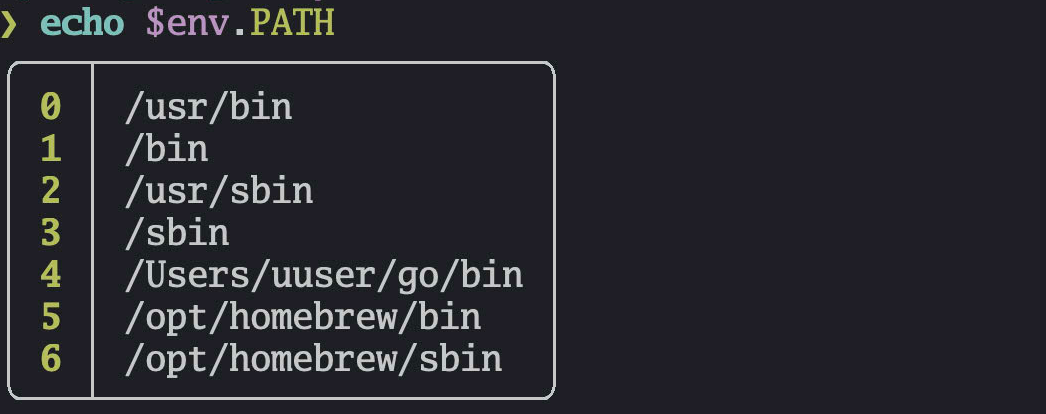 ❯ echo $env.PATH
0 /usr/bin
1 /bin
2 /usr/sbin
3 /sbin
4 /Users/uuser/go/bin
5 /opt/homebrew/bin
6 /opt/homebrew/sbin